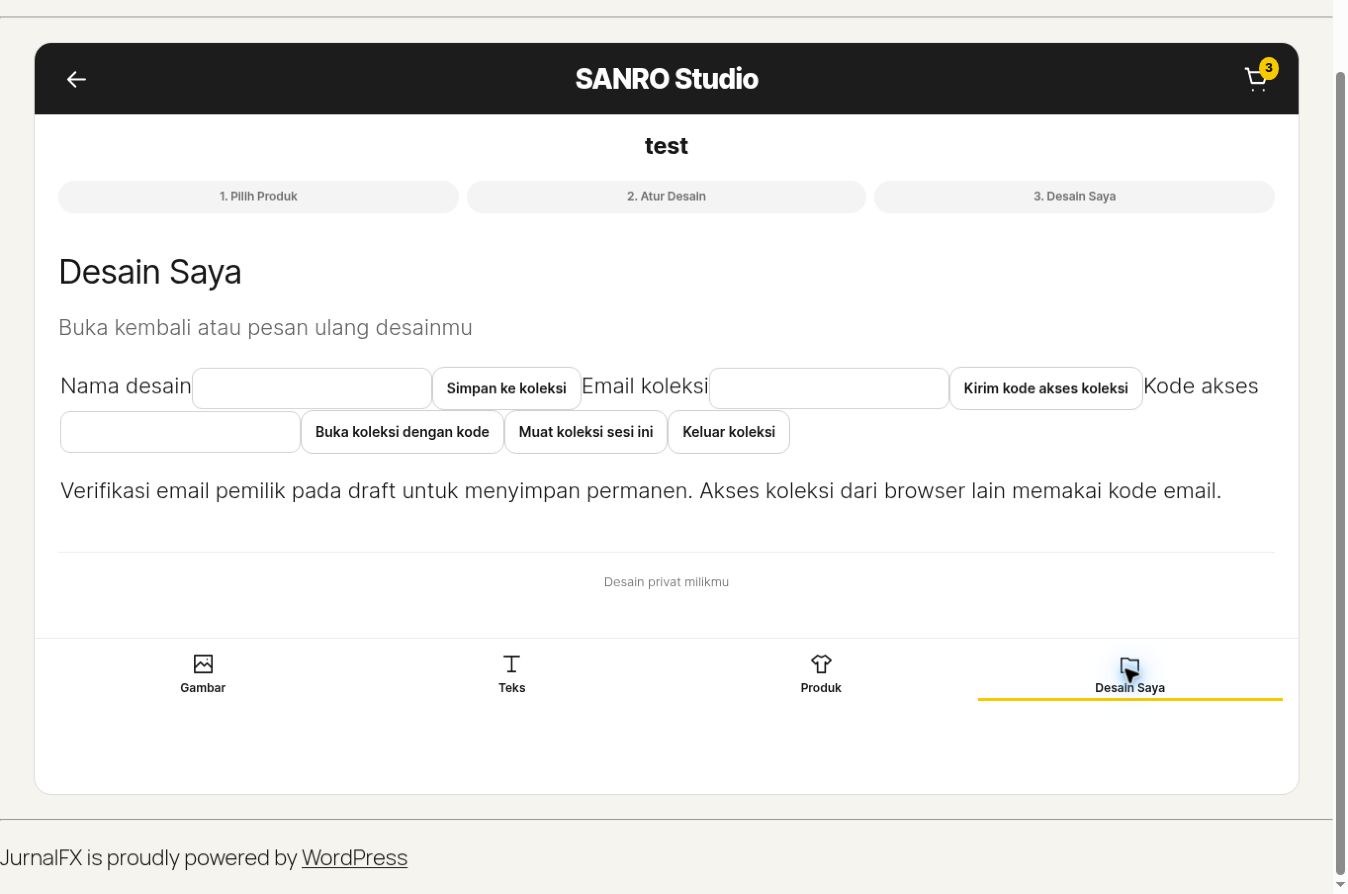 SANRO Studio
3
test
1. Pilih Produk
2. Atur Desain
3. Desain Saya
Desain Saya
Buka kembali atau pesan ulang desainmu
Nama desain Simpan ke koleksi Email koleksi Kirim kode akses koleksi Kode akses
Buka koleksi dengan kode Muat koleksi sesi ini Keluar koleksi
Verifikasi email pemilik pada draft untuk menyimpan permanen. Akses koleksi dari browser lain memakai kode email.
Desain privat milikmu
Gambar
Teks
Produk
Desain Saya
JurnalFX is proudly powered by WordPress